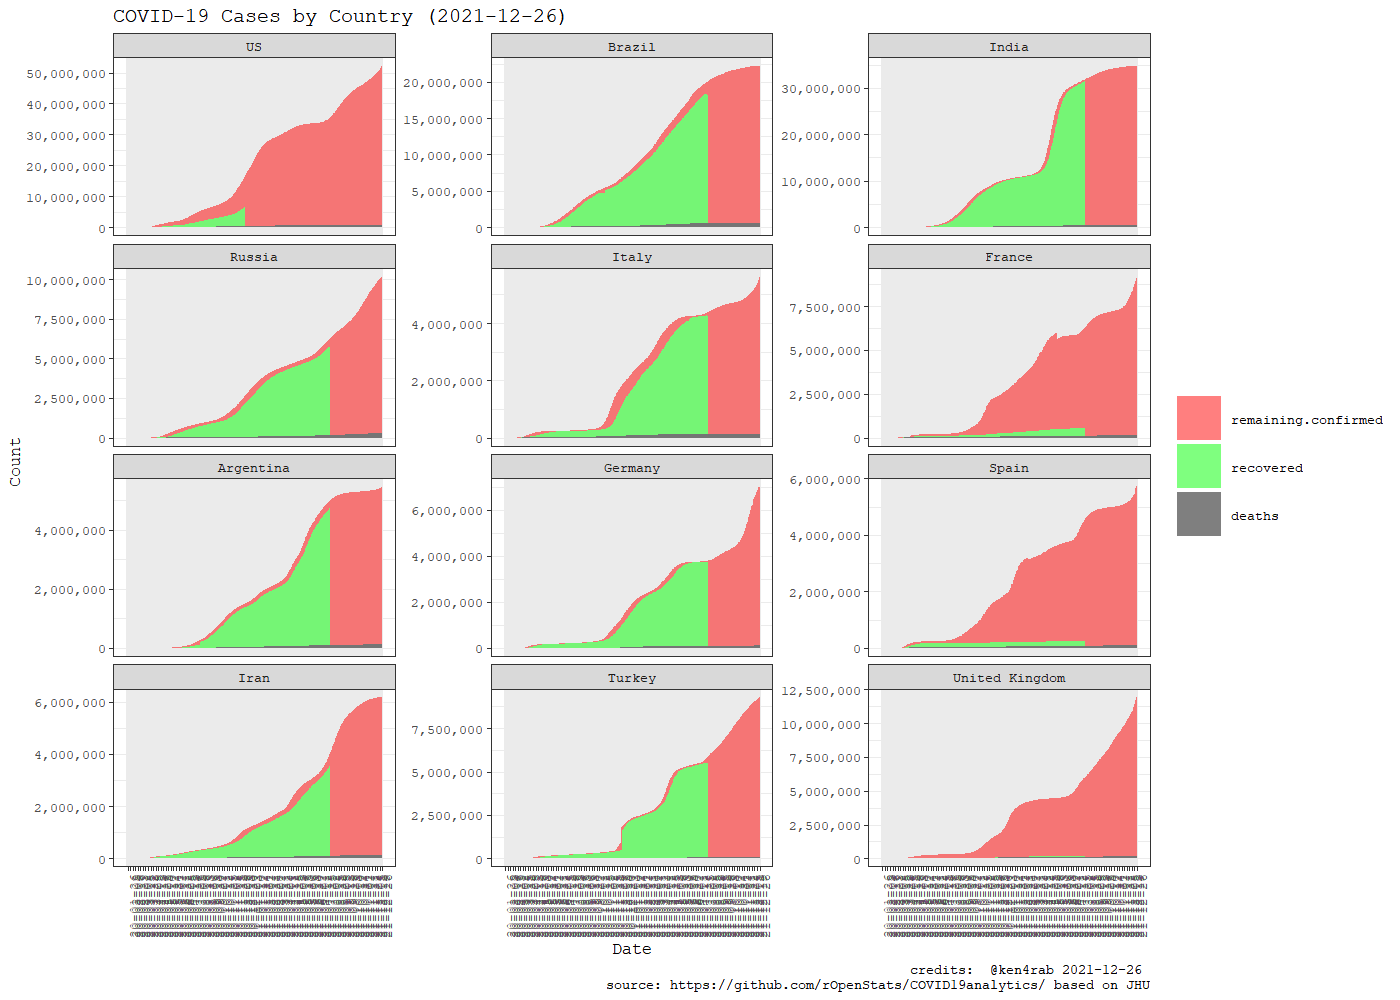 COVID-19 Cases by Country (2021-12-26)
US
Brazil
India
50,000,000
40,000,000
30,000,000
20,000,000
10,000,000
0
20,000,000
15,000,000
10,000,000
5,000,000
0
30,000,000
20,000,000
10,000,000
0
Russia
Italy
France
10,000,000
7,500,000
5,000,000
2,500,000
0
4,000,000
2,000,000
0
7,500,000
5,000,000
2,500,000
0
Argentina
Germany
Spain
4,000,000
2,000,000
0
6,000,000
4,000,000
2,000,000
0
6,000,000
4,000,000
2,000,000
0
Iran
Turkey
United Kingdom
6,000,000
4,000,000
2,000,000
0
7,500,000
5,000,000
2,500,000
0
12,500,000
10,000,000
7,500,000
5,000,000
2,500,000
0
Count
Date
remaining.confirmed
recovered
deaths
credits: @ken4rab 2021-12-26
source: https://github.com/rOpenStats/COVID19analytics/ based on JHU